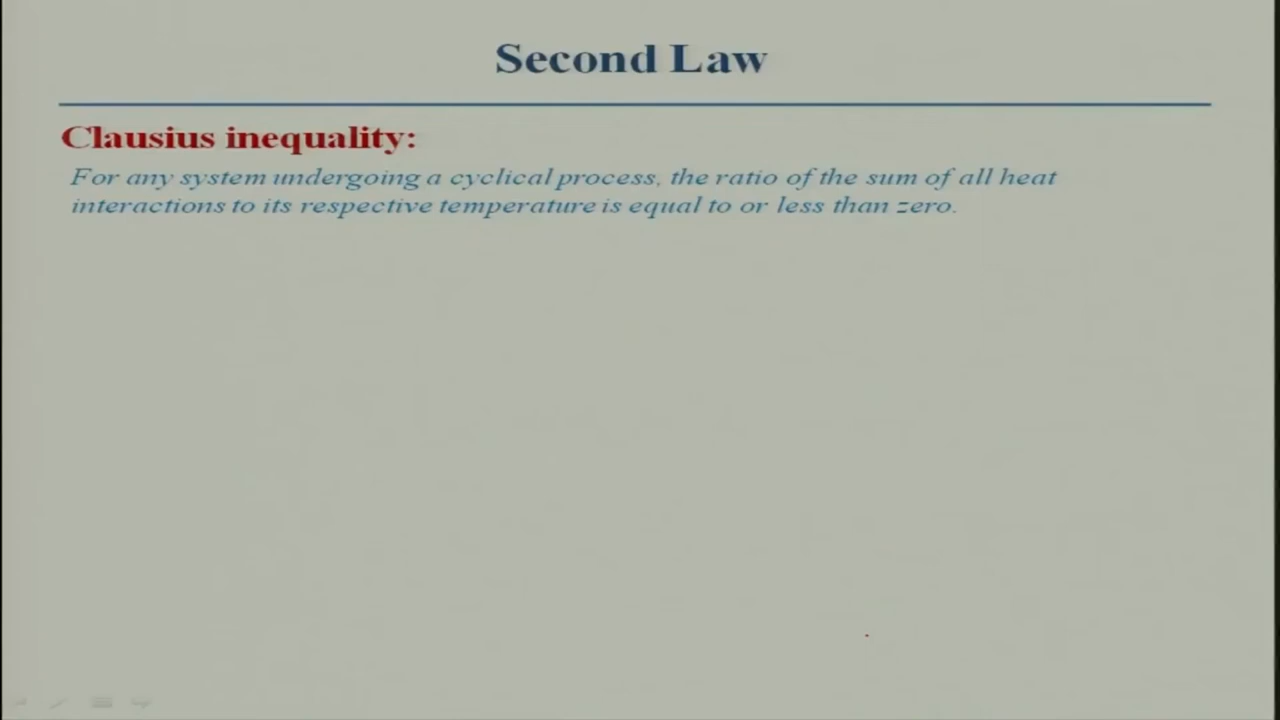 Second Law
Clausius inequality:
For any system undergoing a cyclical process, the ratio of the sum of all heat
interactions to its respective temperature is equal to or less than zero.